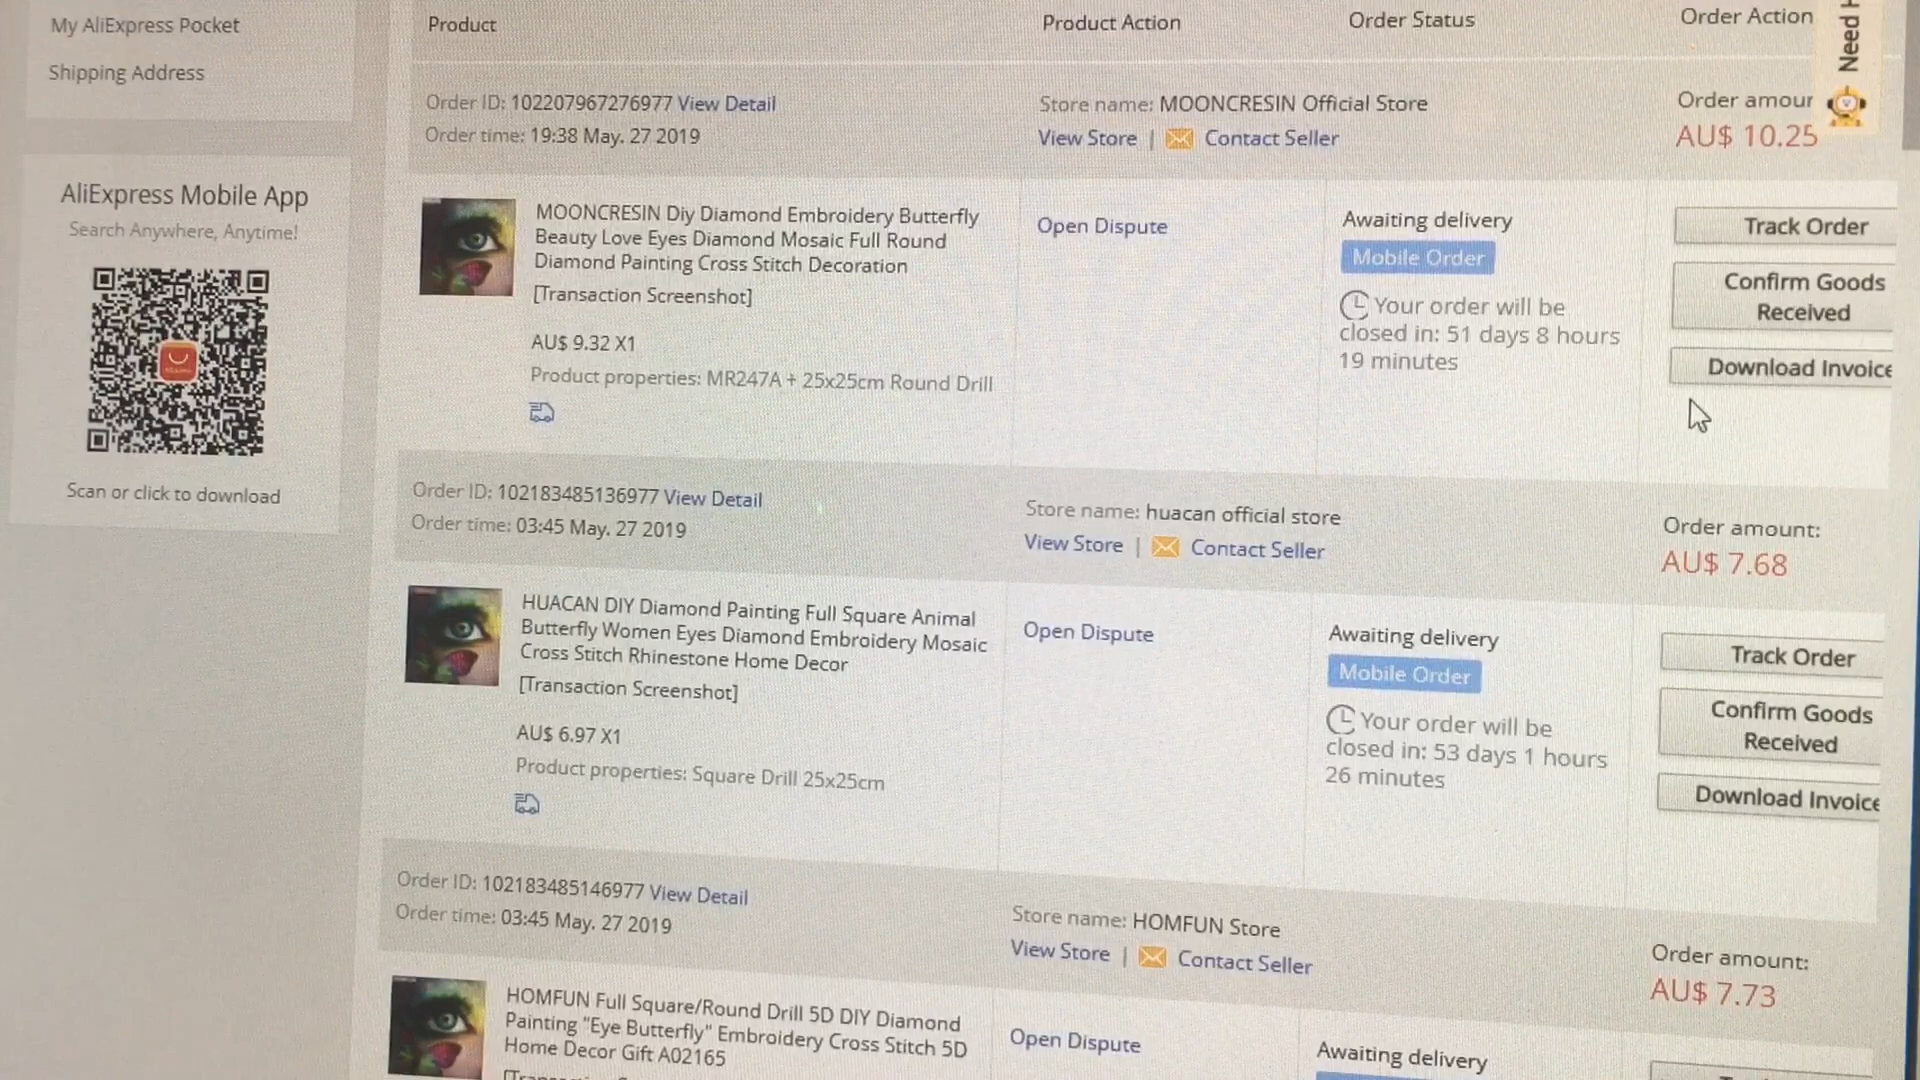 My AliExpress Pocket
Shipping Address
AliExpress Mobile App
Search Anywhere, Anytime!
Scan or click to download
Product
Product Action
Order Status
Order Action
Need H
Order ID: 102207967276977 View Detail
Order time: 19:38 May. 27 2019
Store name: MOONCRESIN Official Store
View Store | Contact Seller
Order amour
AU$ 10.25
MOONCRESIN Diy Diamond Embroidery Butterfly
Beauty Love Eyes Diamond Mosaic Full Round
Diamond Painting Cross Stitch Decoration
[Transaction Screenshot]
AU$ 9.32 X1
Product properties: MR247A + 25x25cm Round Drill
Open Dispute
Awaiting delivery
Mobile Order
Your order will be
closed in: 51 days 8 hours
19 minutes
Track Order
Confirm Goods
Received
Download Invoice
Order ID: 102183485136977 View Detail
Order time: 03:45 May. 27 2019
Store name: huacan official store
View Store | Contact Seller
Order amount:
AU$ 7.68
HUACAN DIY Diamond Painting Full Square Animal
Butterfly Women Eyes Diamond Embroidery Mosaic
Cross Stitch Rhinestone Home Decor
[Transaction Screenshot]
AU$ 6.97 X1
Product properties: Square Drill 25x25cm
Open Dispute
Awaiting delivery
Mobile Order
Your order will be
closed in: 53 days 1 hours
26 minutes
Track Order
Confirm Goods
Received
Download Invoice
Order ID: 102183485146977 View Detail
Order time: 03:45 May. 27 2019
Store name: HOMFUN Store
View Store | Contact Seller
Order amount:
AU$ 7.73
HOMFUN Full Square/Round Drill 5D DIY Diamond
Painting "Eye Butterfly" Embroidery Cross Stitch 5D
Home Decor Gift A02165
Open Dispute
Awaiting delivery